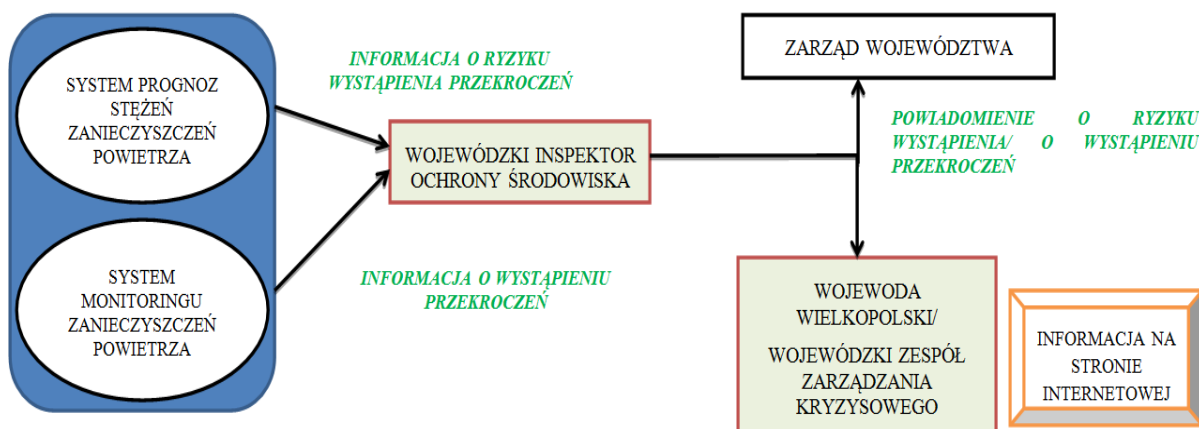 SYSTEM PROGNOZ
STĘŻEŃ
ZANIECZYSZCZEŃ
POWIETRZA
INFORMACJA O RYZYKU
WYSTĄPIENIA PRZEKROCZEŃ
ZARZĄD WOJEWÓDZTWA
WOJEWÓDZKI INSPEKTOR
OCHRONY ŚRODOWISKA
POWIADOMIENIE O RYZYKU
WYSTĄPIENIA/ O WYSTĄPIENIU
PRZEKROCZEŃ
SYSTEM
MONITORINGU
ZANIECZYSZCZEŃ
POWIETRZA
INFORMACJA O WYSTĄPIENIU
PRZEKROCZEŃ
WOJEWODA
WIELKOPOLSKI/
WOJEWÓDZKI ZESPÓŁ
ZARZĄDZANIA
KRYZYSOWEGO
INFORMACJA NA
STRONIE
INTERNETOWEJ